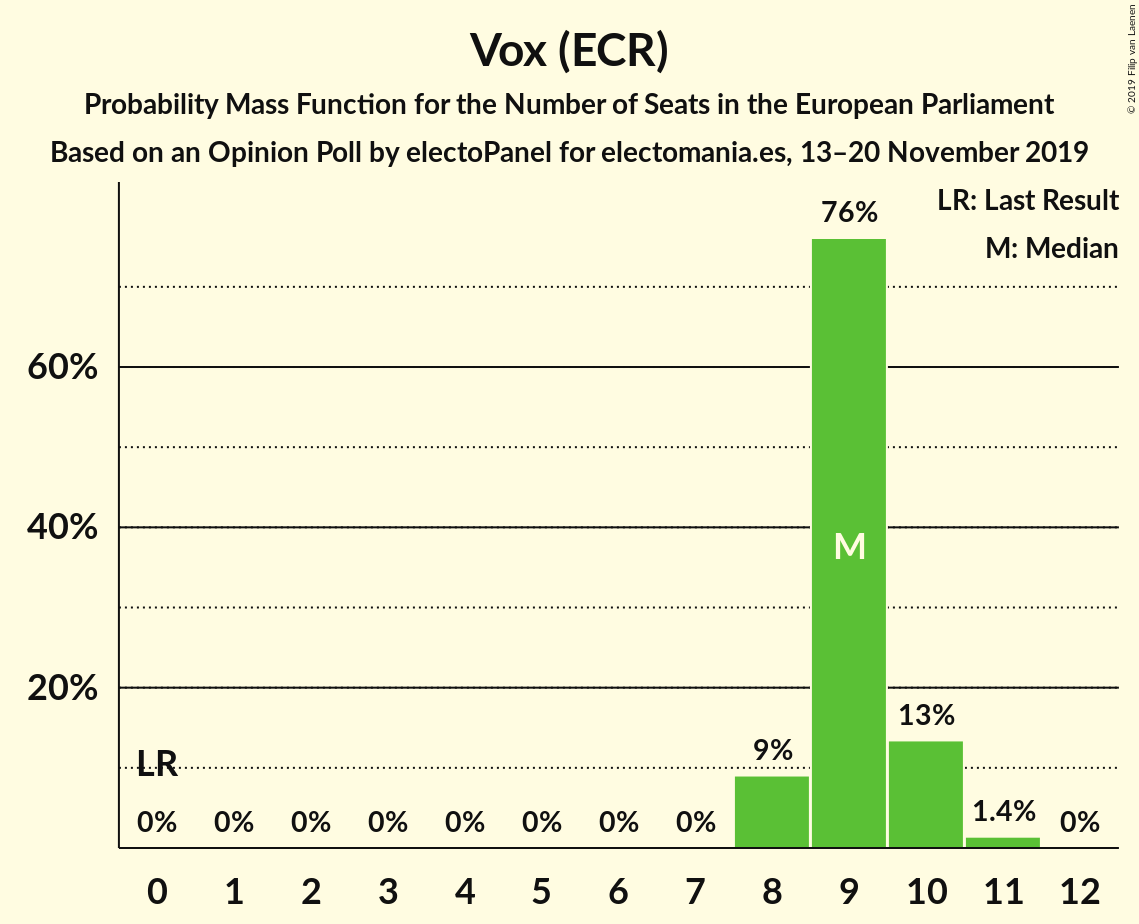 Vox (ECR)
Probability Mass Function for the Number of Seats in the European Parliament
Based on an Opinion Poll by electoPanel for electomania.es, 13–20 November 2019
© 2019 Filip van Laenen
LR: Last Result
M: Median
76%
60%
40%
M
20%
13%
9%
LR
1.4%
0% 0% 0% 0% 0% 0% 0% 0% 0%
0 1 2 3 4 5 6 7 8 9 10 11 12